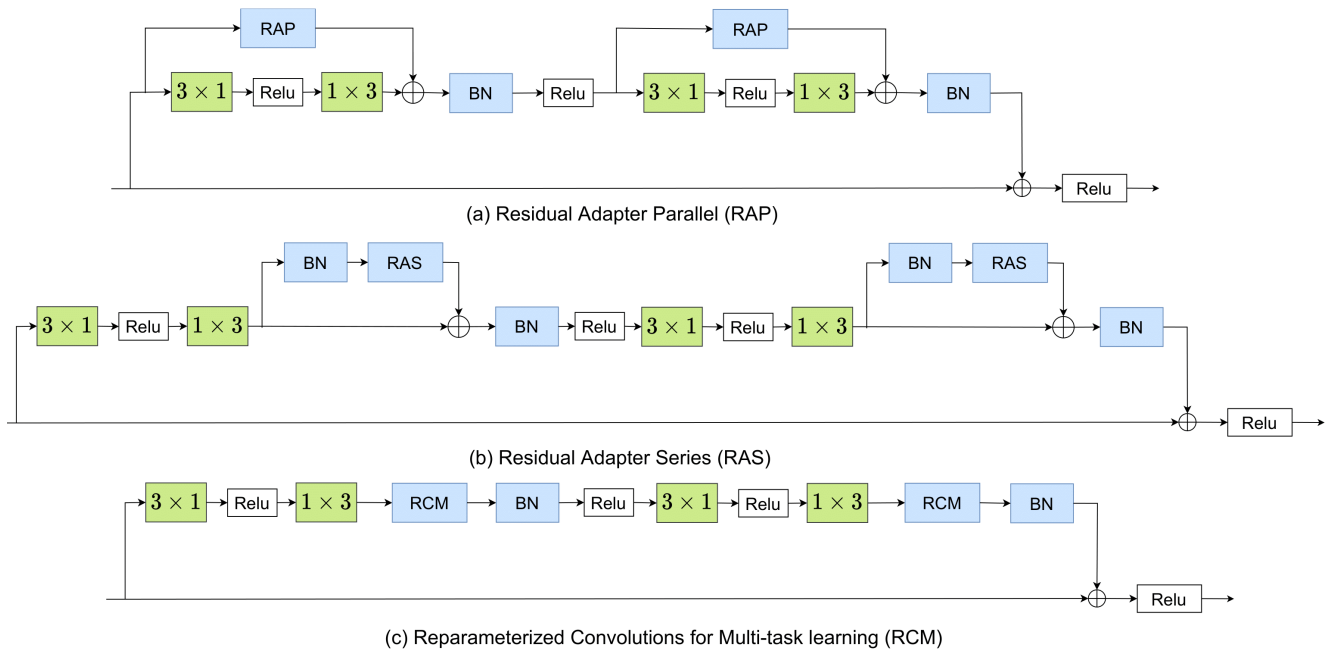 RAP RAP
3 × 1 Relu 1 × 3 BN Relu 3 × 1 Relu 1 × 3 BN
Relu
(a) Residual Adapter Parallel (RAP)
BN RAS BN RAS
3 × 1 Relu 1 × 3 BN Relu 3 × 1 Relu 1 × 3 BN
Relu
(b) Residual Adapter Series (RAS)
3 × 1 Relu 1 × 3 RCM BN Relu 3 × 1 Relu 1 × 3 RCM BN
Relu
(c) Reparameterized Convolutions for Multi-task learning (RCM)